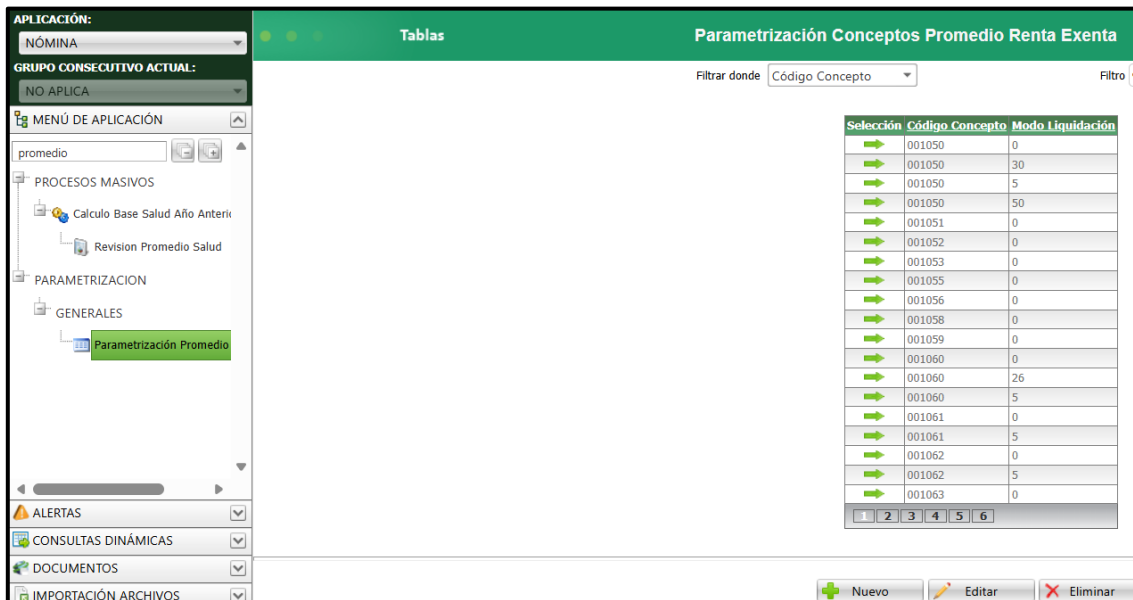 APLICACIÓN:
NÓMINA
GRUPO CONSECUTIVO ACTUAL:
NO APLICA
MENÚ DE APLICACIÓN
promedio
PROCESOS MASIVOS
Calculo Base Salud Año Anterio
Revision Promedio Salud
PARAMETRIZACION
GENERALES
Parametrización Promedio
ALERTAS
CONSULTAS DINÁMICAS
DOCUMENTOS
IMPORTACIÓN ARCHIVOS
Tablas Parametrización Conceptos Promedio Renta Exenta
Filtrar donde Código Concepto Filtro
Selección Código Concepto Modo Liquidación
001050 0
001050 30
001050 5
001050 50
001051 0
001052 0
001053 0
001055 0
001056 0
001058 0
001059 0
001060 0
001060 26
001060 5
001061 0
001061 5
001062 0
001062 5
001063 0
1 2 3 4 5 6
Nuevo Editar Eliminar